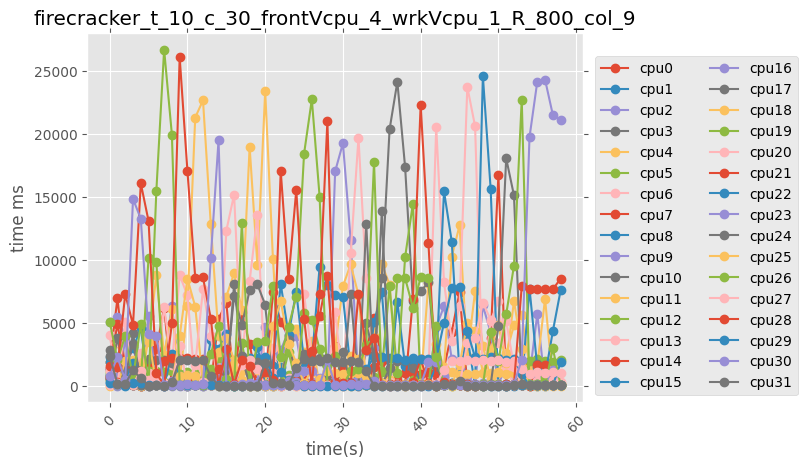 firecracker_t_10_c_30_frontVcpu_4_wrkVcpu_1_R_800_col_9
25000
20000
15000
10000
5000
0
time ms
0
10
20
30
40
50
60
time(s)
cpu0
cpu1
cpu2
cpu3
cpu4
cpu5
cpu6
cpu7
cpu8
cpu9
cpu10
cpu11
cpu12
cpu13
cpu14
cpu15
cpu16
cpu17
cpu18
cpu19
cpu20
cpu21
cpu22
cpu23
cpu24
cpu25
cpu26
cpu27
cpu28
cpu29
cpu30
cpu31